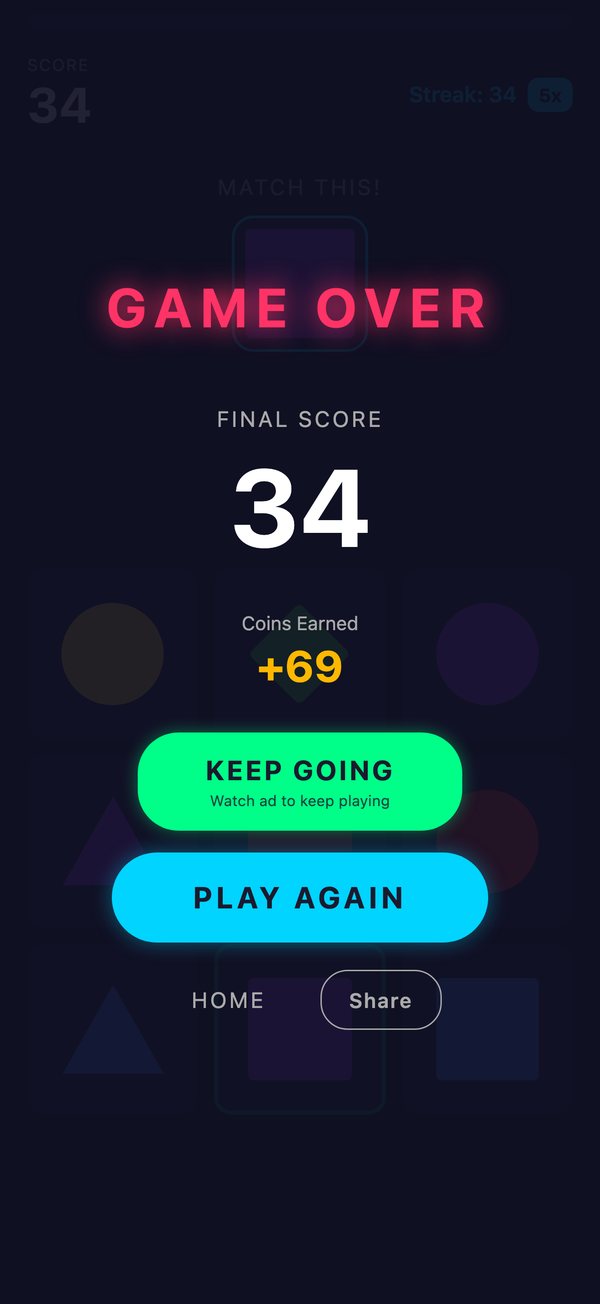 SCORE
34
Streak: 34 5x
MATCH THIS!
GAME OVER
FINAL SCORE
34
Coins Earned
+69
KEEP GOING
Watch ad to keep playing
PLAY AGAIN
HOME Share